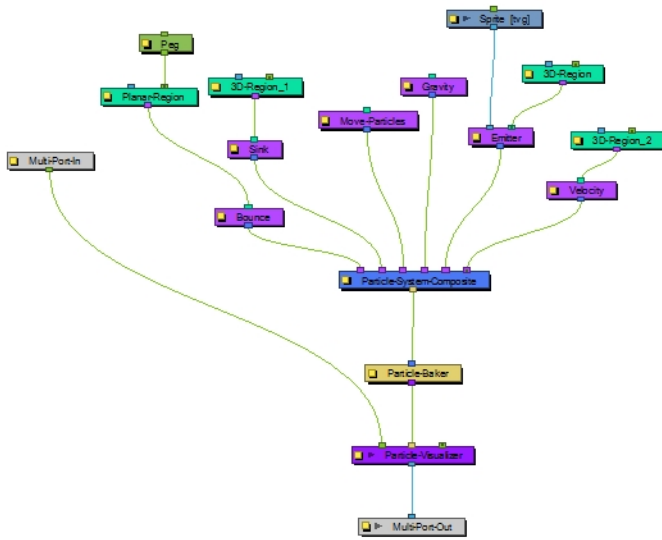 Sprite [tvg]
Peg
3D-Region
Planar-Region
3D-Region_1
Gravity
Move-Particles
Emitter
3D-Region_2
Sink
Multi-Port-In
Velocity
Bounce
Particle-System-Composite
Particle-Baker
Particle-Visualizer
Multi-Port-Out